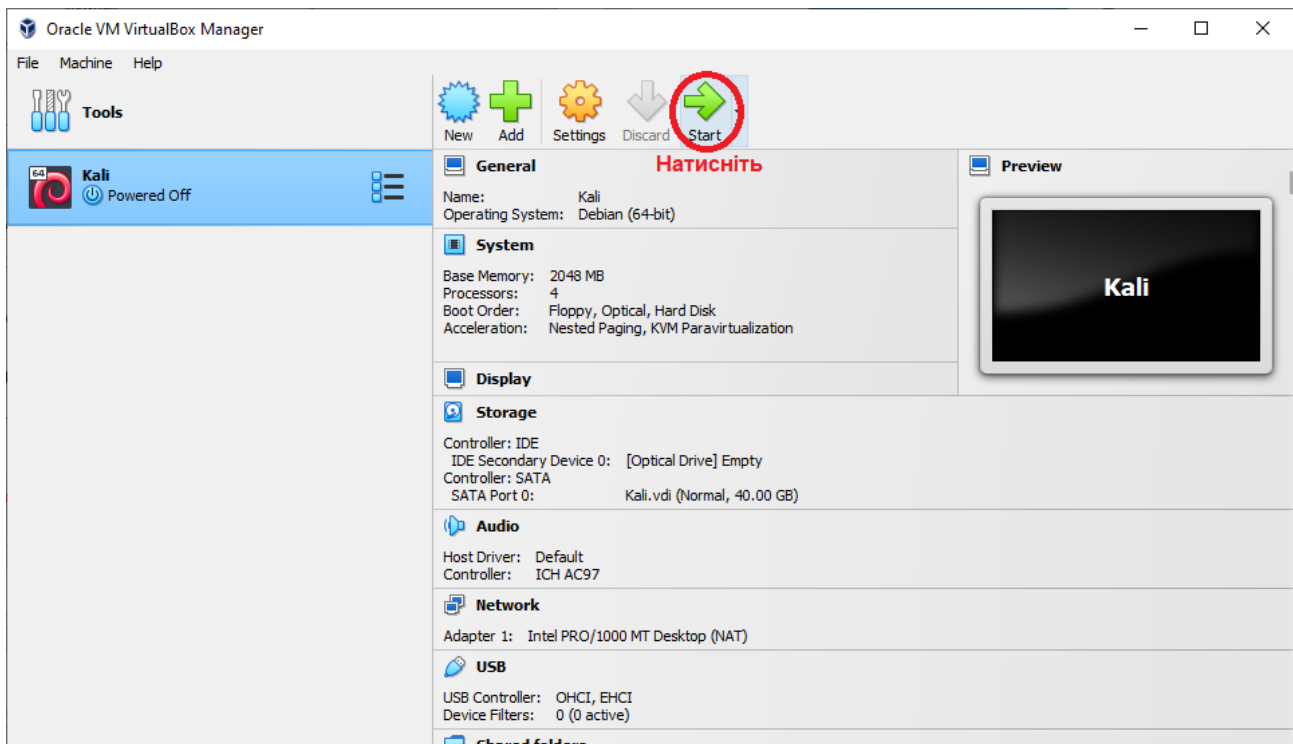 Oracle VM VirtualBox Manager
File Machine Help
Tools
New Add Settings Discard Start
Натисніть
64
Kali
Powered Off
General
Name: Kali
Operating System: Debian (64-bit)
System
Base Memory: 2048 MB
Processors: 4
Boot Order: Floppy, Optical, Hard Disk
Acceleration: Nested Paging, KVM Paravirtualization
Display
Preview
Kali
Storage
Controller: IDE
IDE Secondary Device 0: [Optical Drive] Empty
Controller: SATA
SATA Port 0: Kali.vdi (Normal, 40.00 GB)
Audio
Host Driver: Default
Controller: ICH AC97
Network
Adapter 1: Intel PRO/1000 MT Desktop (NAT)
USB
USB Controller: OHCI, EHCI
Device Filters: 0 (0 active)
Shared folders